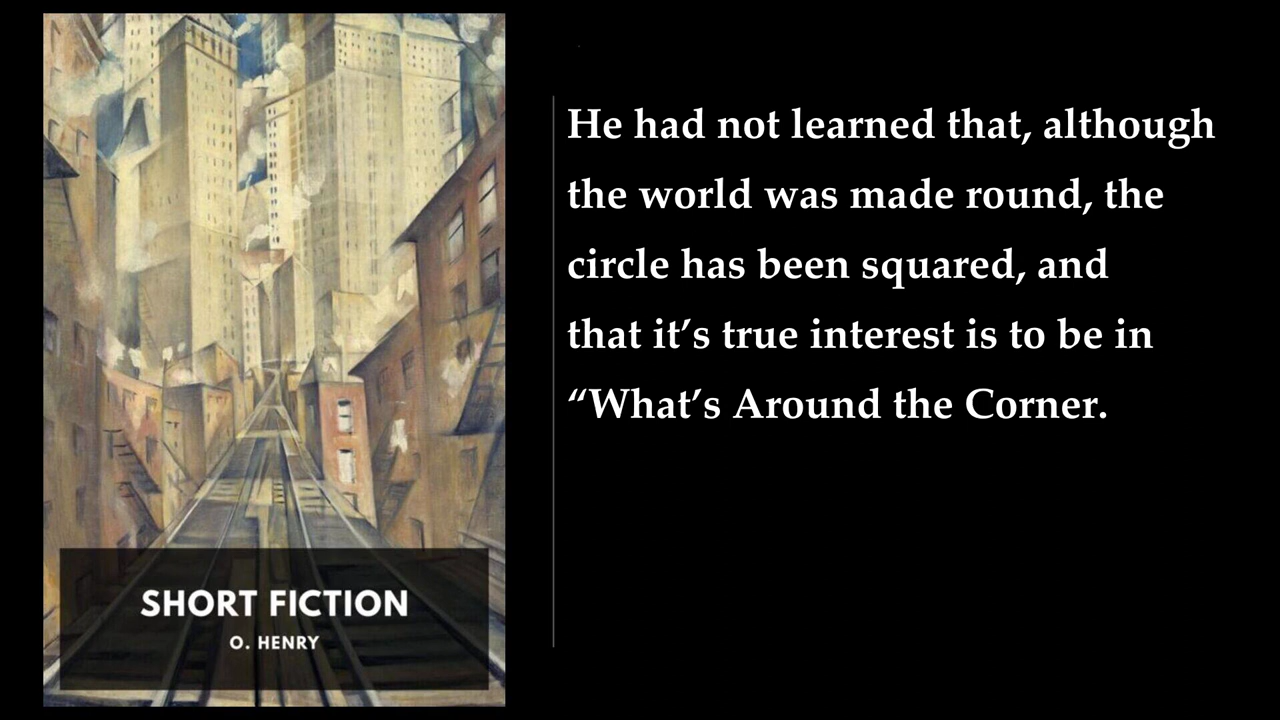 SHORT FICTION
O. HENRY
He had not learned that, although
the world was made round, the
circle has been squared, and
that it’s true interest is to be in
“What’s Around the Corner.